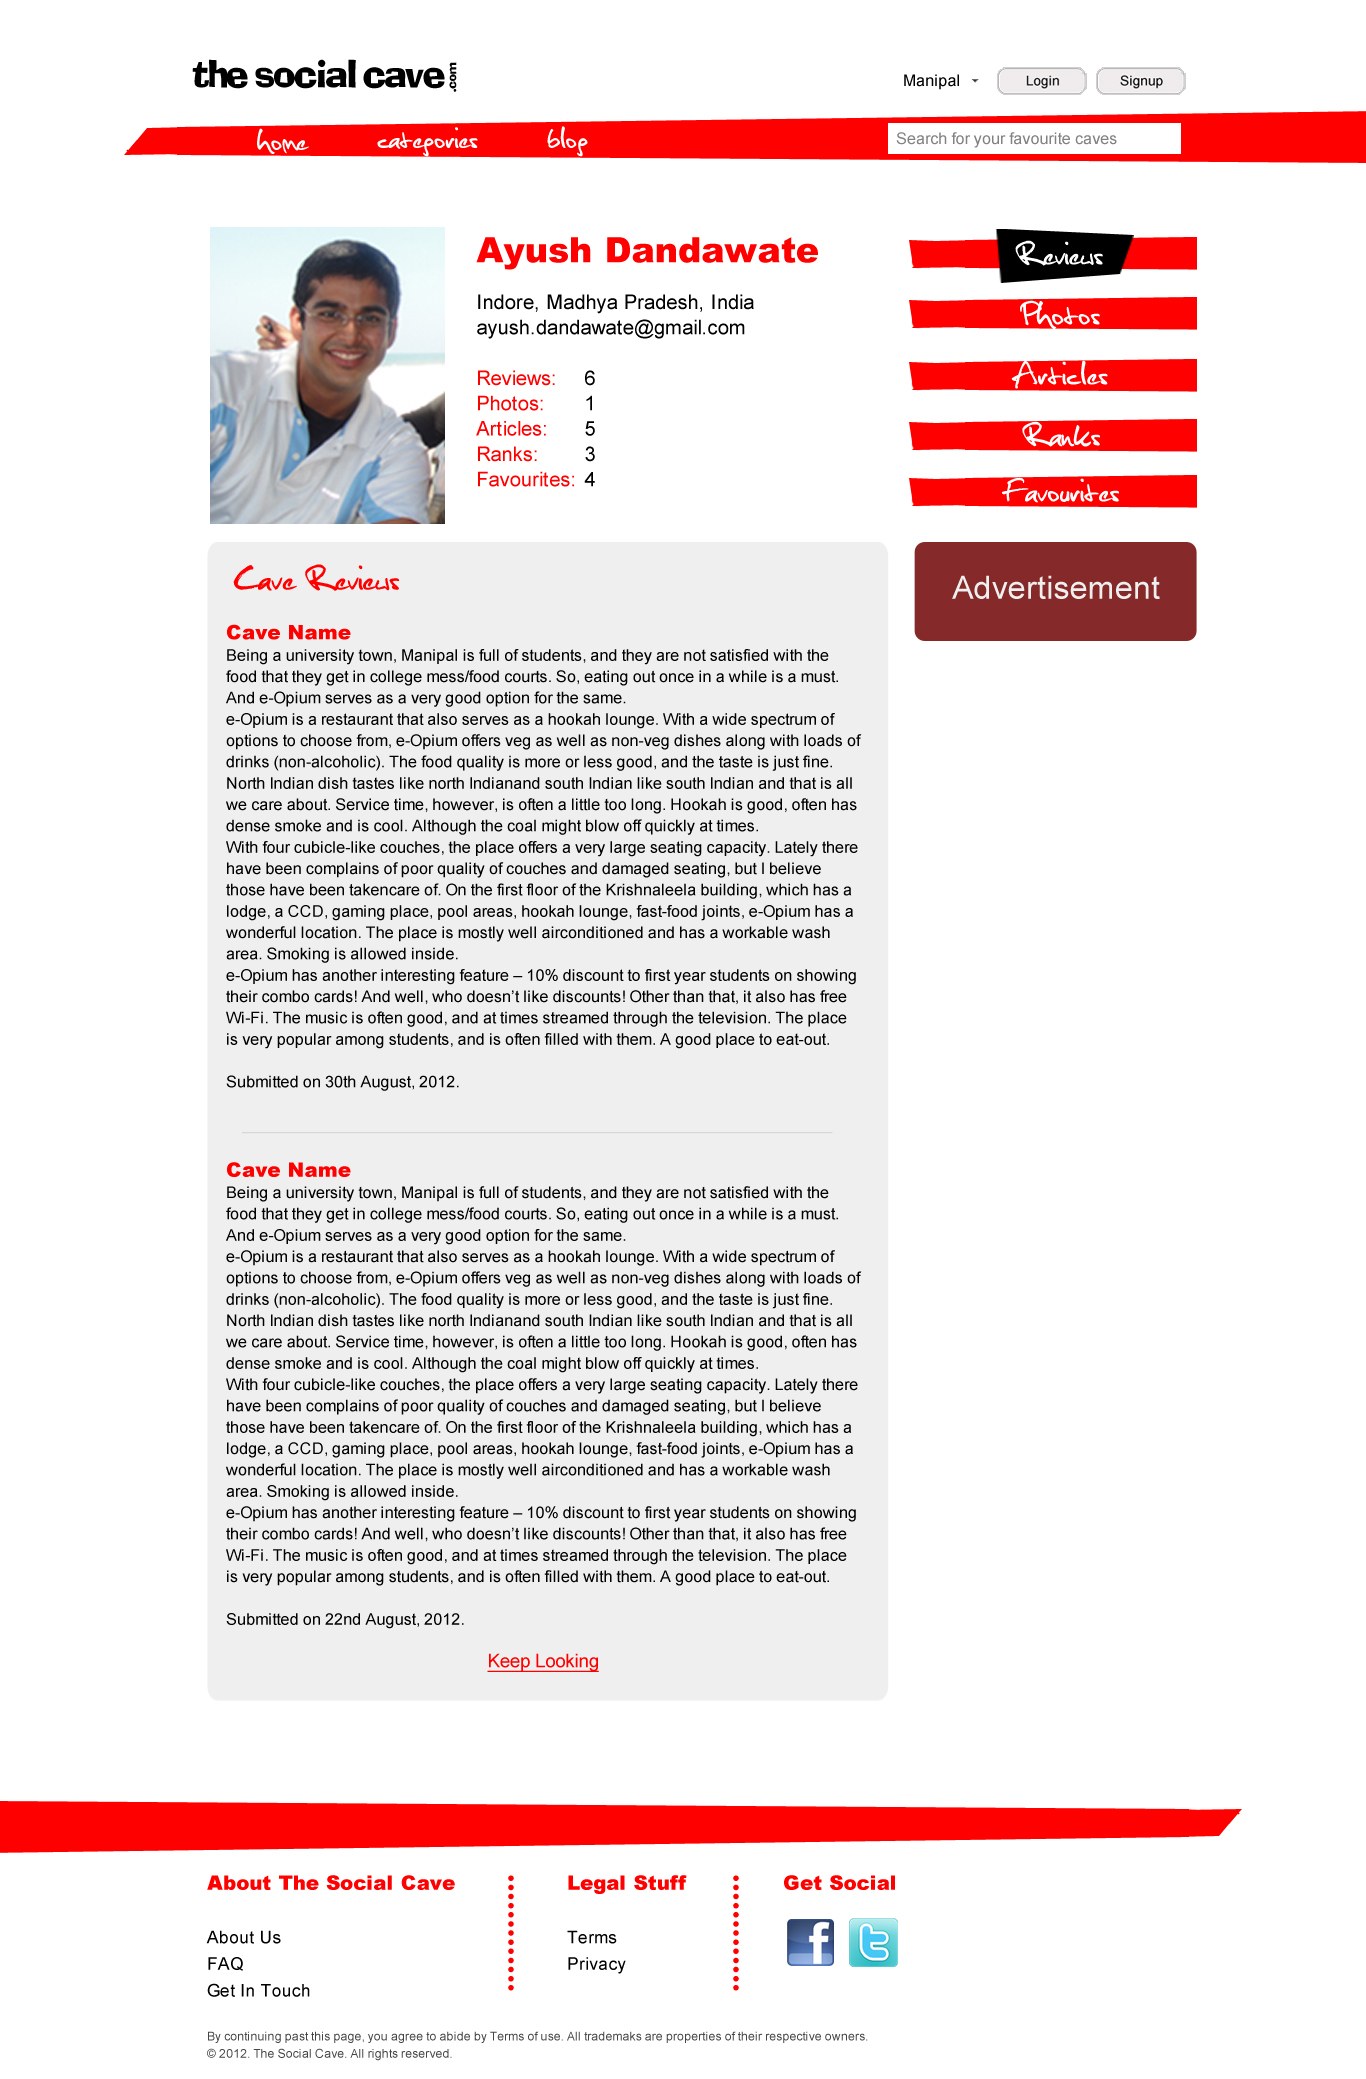 the social cave.com
Manipal
Login
Signup
home
categories
blog
Search for your favourite caves
Ayush Dandawate
Indore, Madhya Pradesh, India
ayush.dandawate@gmail.com
Reviews: 6
Photos: 1
Articles: 5
Ranks: 3
Favourites: 4
Reviews
Photos
Articles
Ranks
Favourites
Advertisement
Cave Reviews
Cave Name
Being a university town, Manipal is full of students, and they are not satisfied with the
food that they get in college mess/food courts. So, eating out once in a while is a must.
And e-Opium serves as a very good option for the same.
e-Opium is a restaurant that also serves as a hookah lounge. With a wide spectrum of
options to choose from, e-Opium offers veg as well as non-veg dishes along with loads of
drinks (non-alcoholic). The food quality is more or less good, and the taste is just fine.
North Indian dish tastes like north Indianand south Indian like south Indian and that is all
we care about. Service time, however, is often a little too long. Hookah is good, often has
dense smoke and is cool. Although the coal might blow off quickly at times.
With four cubicle-like couches, the place offers a very large seating capacity. Lately there
have been complains of poor quality of couches and damaged seating, but I believe
those have been takencare of. On the first floor of the Krishnaleela building, which has a
lodge, a CCD, gaming place, pool areas, hookah lounge, fast-food joints, e-Opium has a
wonderful location. The place is mostly well airconditioned and has a workable wash
area. Smoking is allowed inside.
e-Opium has another interesting feature – 10% discount to first year students on showing
their combo cards! And well, who doesn’t like discounts! Other than that, it also has free
Wi-Fi. The music is often good, and at times streamed through the television. The place
is very popular among students, and is often filled with them. A good place to eat-out.
Submitted on 30th August, 2012.
Cave Name
Being a university town, Manipal is full of students, and they are not satisfied with the
food that they get in college mess/food courts. So, eating out once in a while is a must.
And e-Opium serves as a very good option for the same.
e-Opium is a restaurant that also serves as a hookah lounge. With a wide spectrum of
options to choose from, e-Opium offers veg as well as non-veg dishes along with loads of
drinks (non-alcoholic). The food quality is more or less good, and the taste is just fine.
North Indian dish tastes like north Indianand south Indian like south Indian and that is all
we care about. Service time, however, is often a little too long. Hookah is good, often has
dense smoke and is cool. Although the coal might blow off quickly at times.
With four cubicle-like couches, the place offers a very large seating capacity. Lately there
have been complains of poor quality of couches and damaged seating, but I believe
those have been takencare of. On the first floor of the Krishnaleela building, which has a
lodge, a CCD, gaming place, pool areas, hookah lounge, fast-food joints, e-Opium has a
wonderful location. The place is mostly well airconditioned and has a workable wash
area. Smoking is allowed inside.
e-Opium has another interesting feature – 10% discount to first year students on showing
their combo cards! And well, who doesn’t like discounts! Other than that, it also has free
Wi-Fi. The music is often good, and at times streamed through the television. The place
is very popular among students, and is often filled with them. A good place to eat-out.
Submitted on 22nd August, 2012.
Keep Looking
About The Social Cave
About Us
FAQ
Get In Touch
Legal Stuff
Terms
Privacy
Get Social
f
t
By continuing past this page, you agree to abide by Terms of use. All trademaks are properties of their respective owners.
© 2012. The Social Cave. All rights reserved.